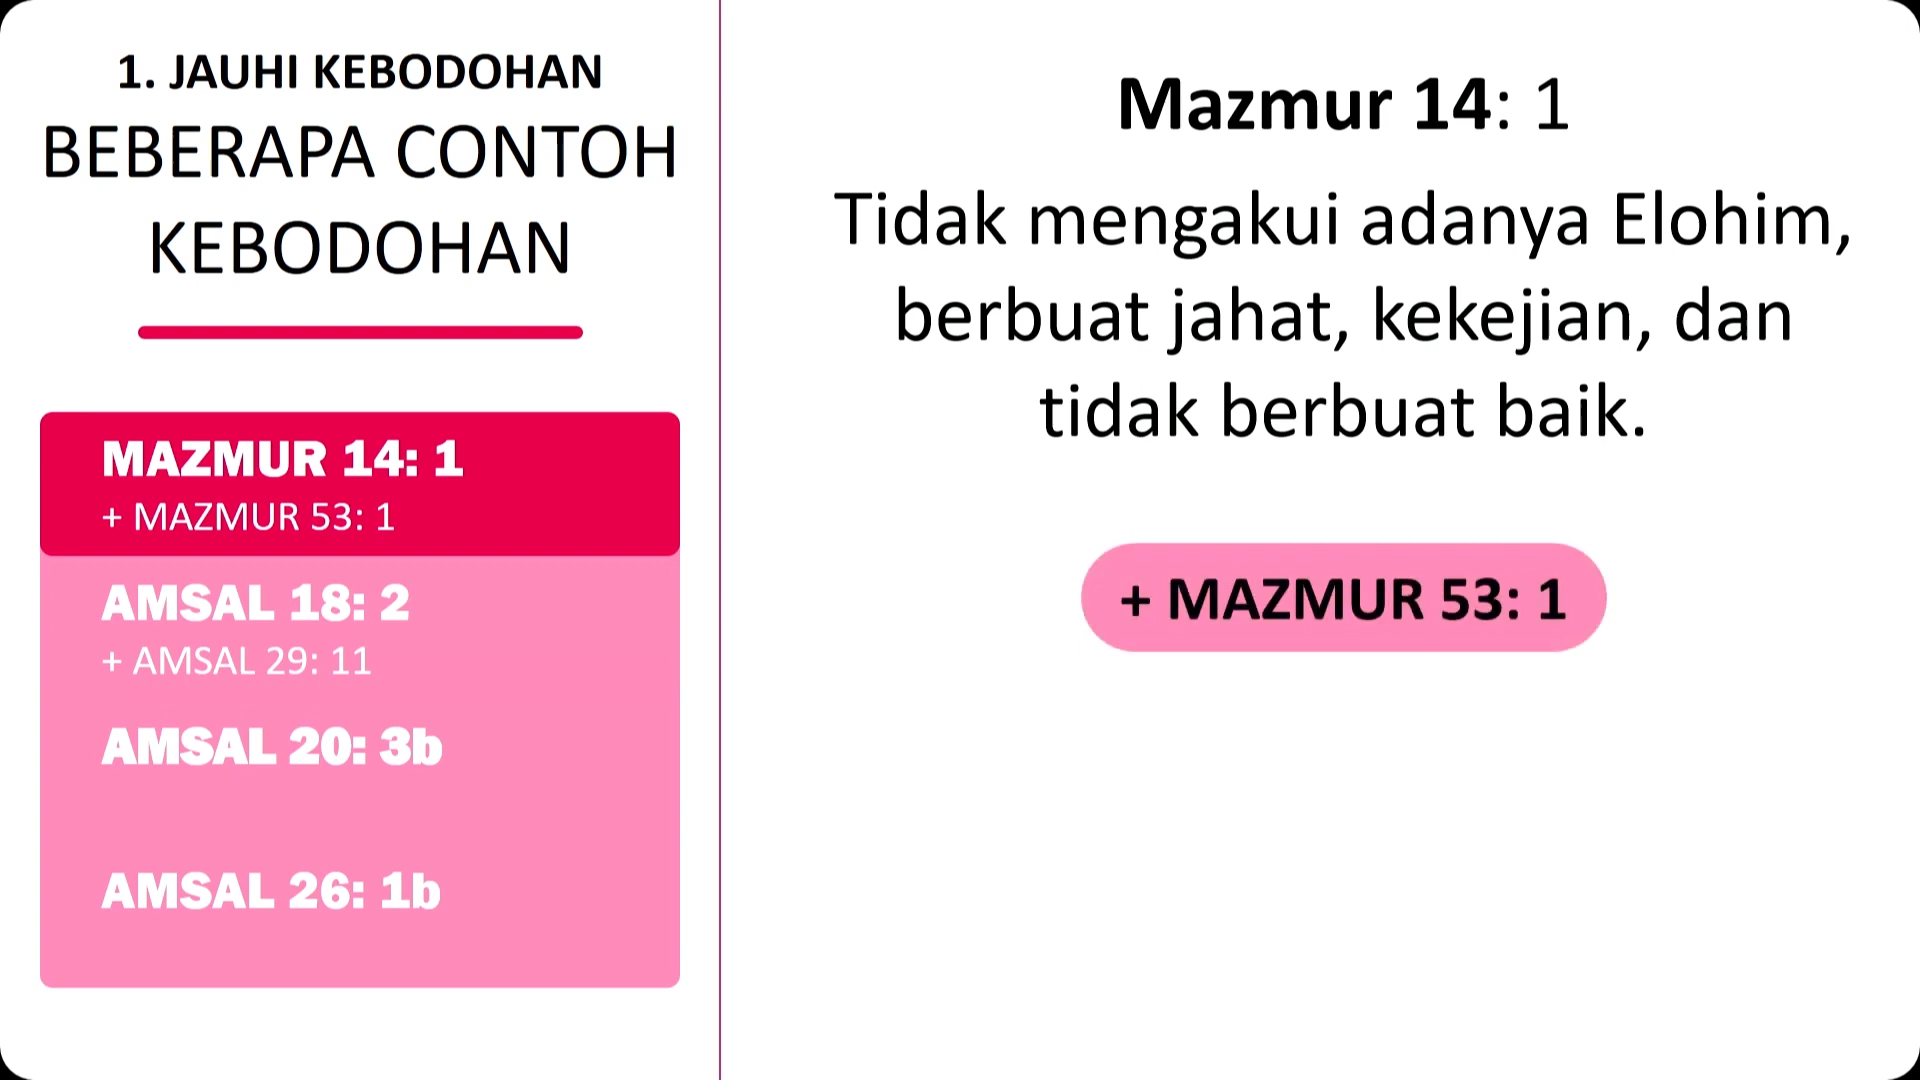 1. JAUHI KEBODOHAN
BEBERAPA CONTOH
KEBODOHAN
MAZMUR 14: 1
+ MAZMUR 53: 1
AMSAL 18: 2
+ AMSAL 29: 11
AMSAL 20: 3b
AMSAL 26: 1b
Mazmur 14: 1
Tidak mengakui adanya Elohim,
berbuat jahat, kekejian, dan
tidak berbuat baik.
+ MAZMUR 53: 1